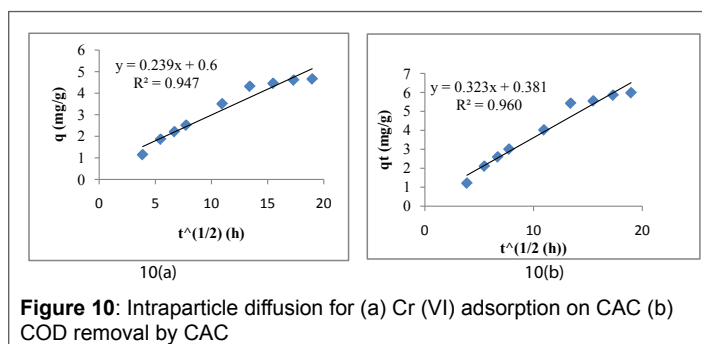 6
5
4
3
2
1
0
q (mg/g)
y = 0.239x + 0.6
R² = 0.947
0 5 10 15 20
t^(1/2) (h)
10(a)
7
6
5
4
3
2
1
0
qt (mg/g)
y = 0.323x + 0.381
R² = 0.960
0 10 20
t^(1/2 (h))
10(b)
Figure 10: Intraparticle diffusion for (a) Cr (VI) adsorption on CAC (b)
COD removal by CAC